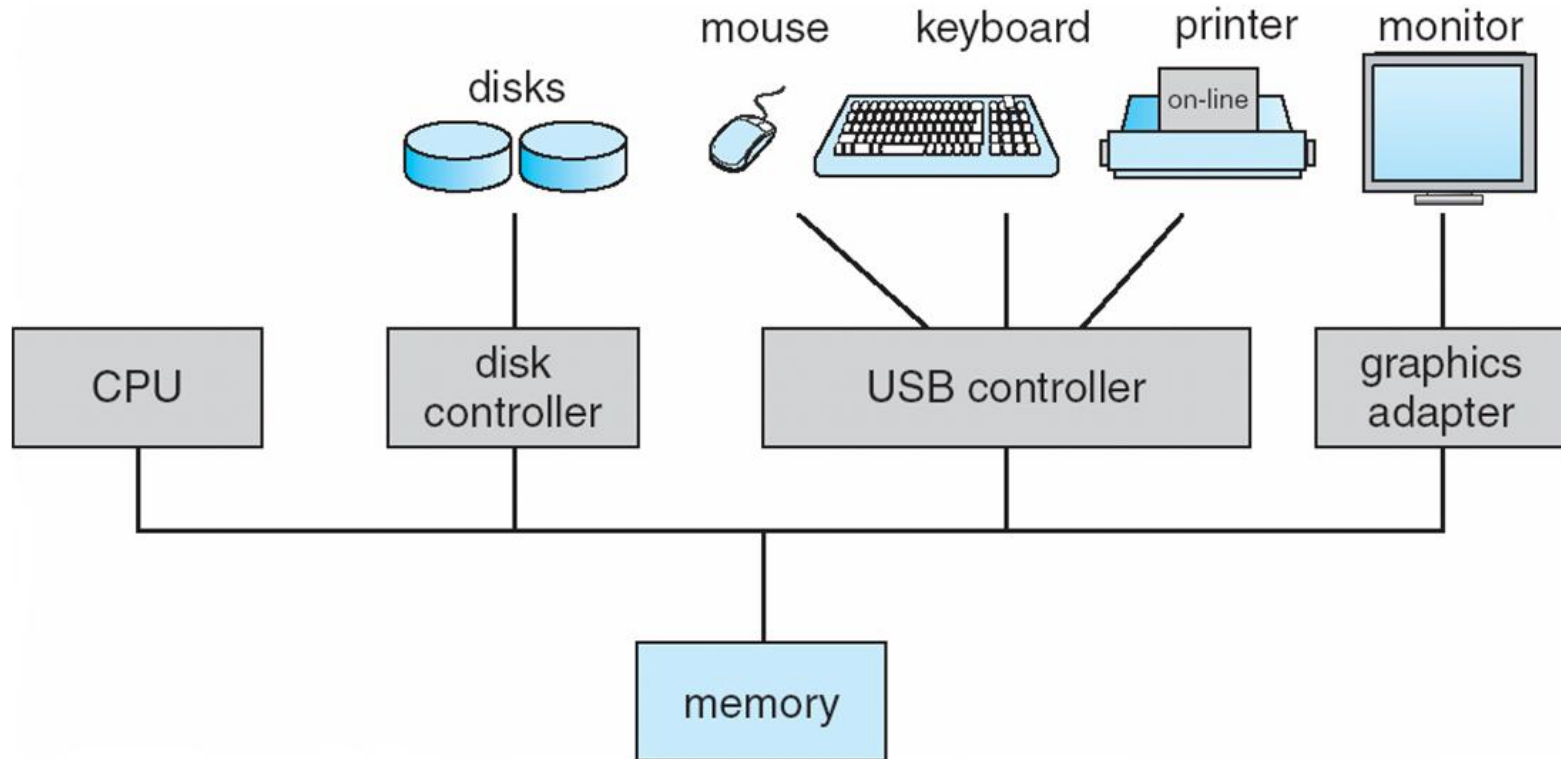 mouse
keyboard
printer
monitor
disks
on-line
CPU
disk
controller
USB controller
graphics
adapter
memory